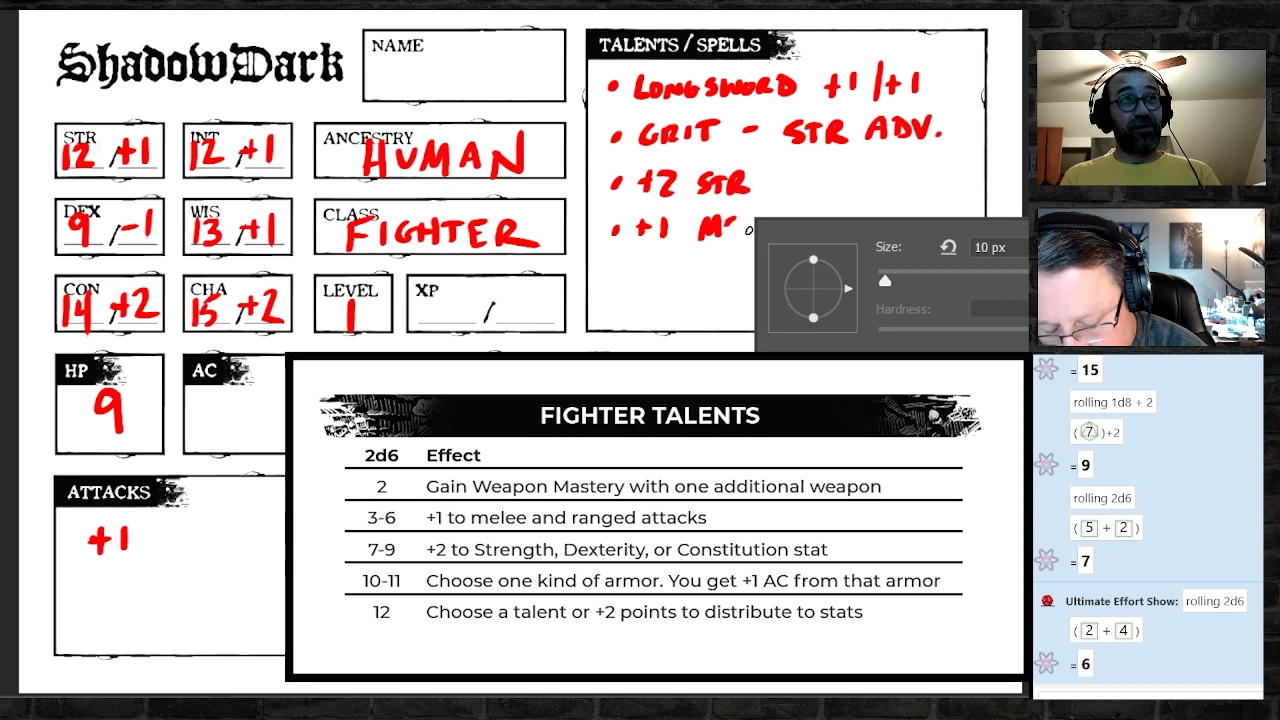 ShadowDark
NAME
TALENTS / SPELLS
• LONGSWORD +1/+1
• GRIT - STR ADV.
• +2 STR
• +1
STR
12 / +1
INT
12 / +1
ANCESTRY
HUMAN
DEX
9 / -1
WIS
13 / +1
CLASS
FIGHTER
CON
14 / +2
CHA
15 / +2
LEVEL
1
XP
/
HP
9
AC
ATTACKS
+1
Size:
10 px
Hardness:
FIGHTER TALENTS
2d6 Effect
2 Gain Weapon Mastery with one additional weapon
3-6 +1 to melee and ranged attacks
7-9 +2 to Strength, Dexterity, or Constitution stat
10-11 Choose one kind of armor. You get +1 AC from that armor
12 Choose a talent or +2 points to distribute to stats
= 15
rolling 1d8 + 2
( 7 )+2
= 9
rolling 2d6
( 5 + 2 )
= 7
Ultimate Effort Show: rolling 2d6
( 2 + 4 )
= 6